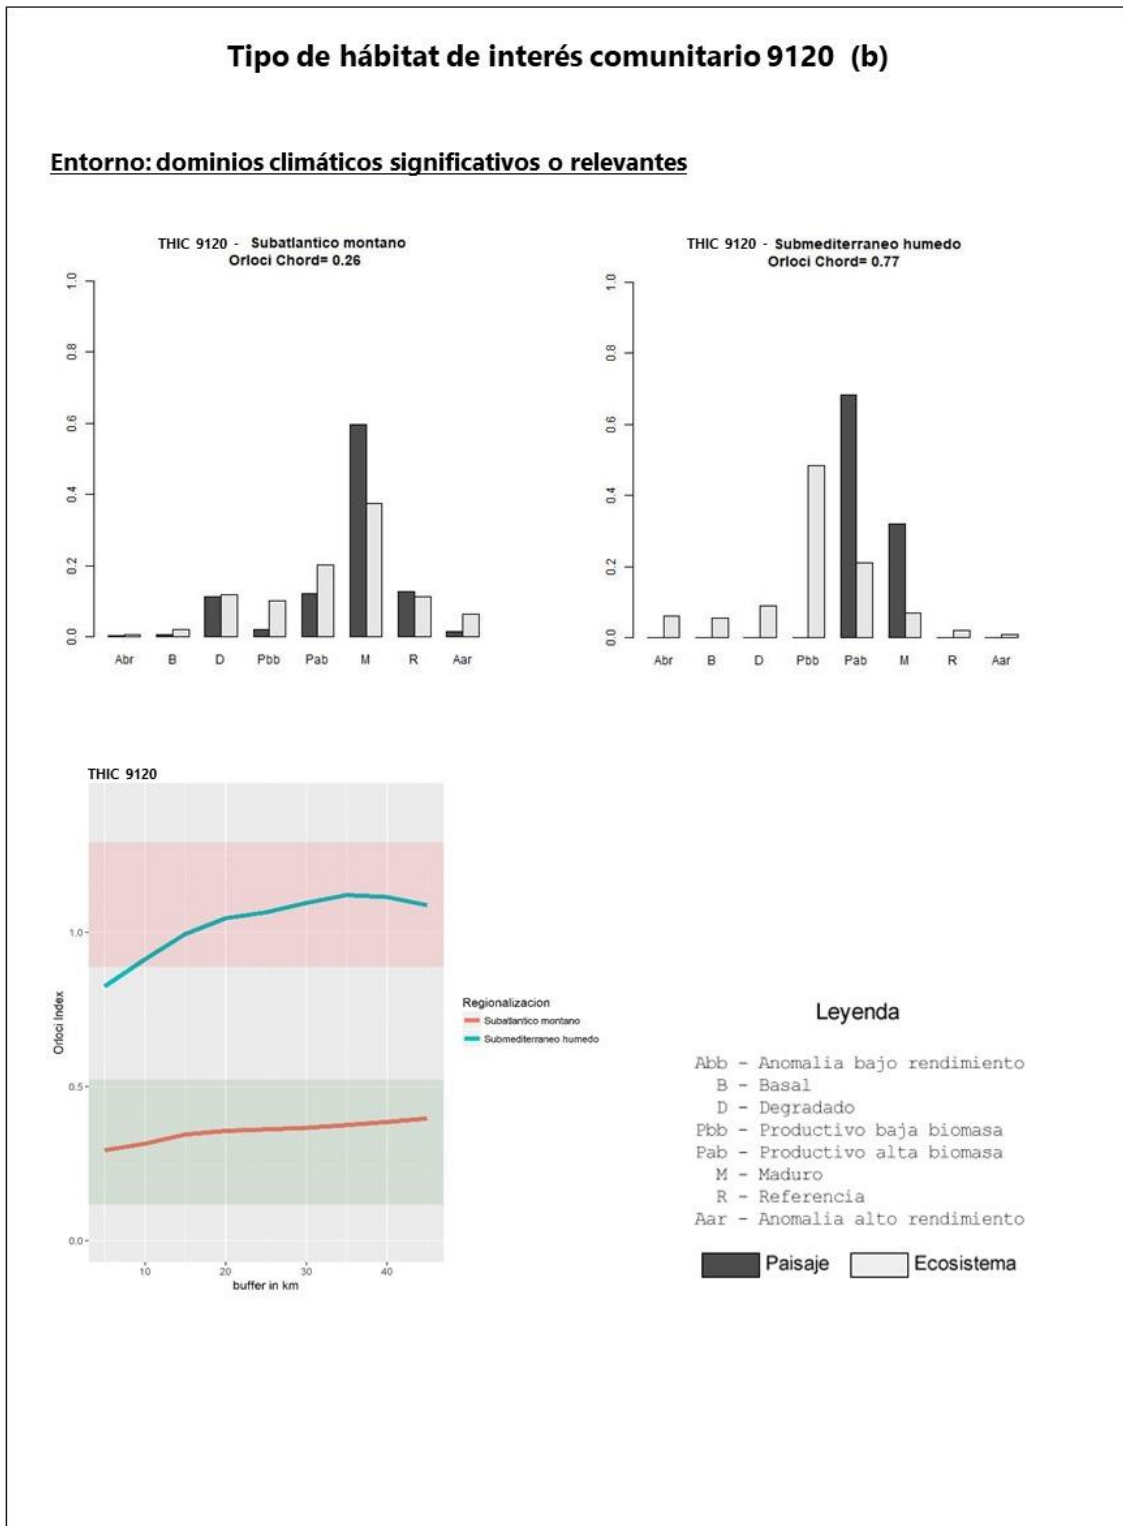 Tipo de hábitat de interés comunitario 9120 (b)
Entorno: dominios climáticos significativos o relevantes
THIC 9120 - Subatlantico montano
Orloci Chord= 0.26
1.0
0.8
0.6
0.4
0.2
0.0
Abr B D Pbb Pab M R Aar
THIC 9120 - Submediterraneo humedo
Orloci Chord= 0.77
1.0
0.8
0.6
0.4
0.2
0.0
Abr B D Pbb Pab M R Aar
THIC 9120
Orloci Index
1.0
0.5
0.0
10 20 30 40
buffer in km
Regionalizacion
Subatlantico montano
Submediterraneo humedo
Leyenda
Abb - Anomalia bajo rendimiento
B - Basal
D - Degradado
Pbb - Productivo baja biomasa
Pab - Productivo alta biomasa
M - Maduro
R - Referencia
Aar - Anomalia alto rendimiento
Paisaje Ecosistema